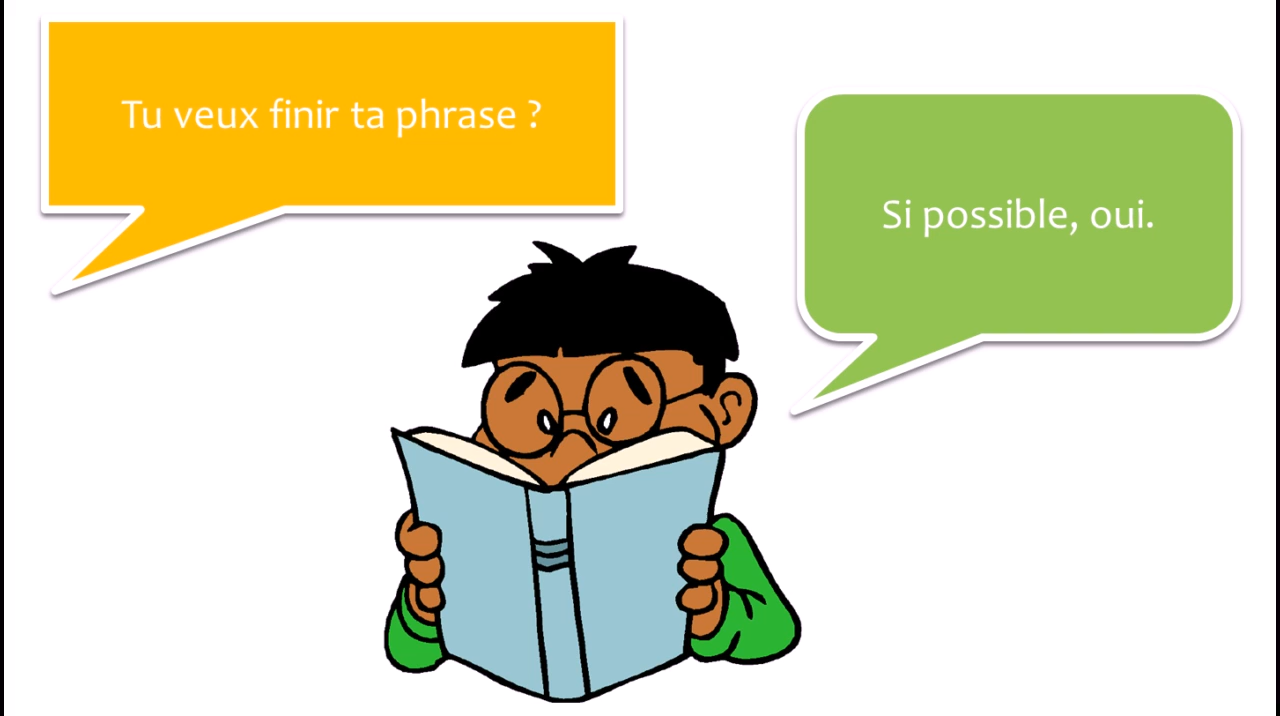 Tu veux finir ta phrase ?
Si possible, oui.